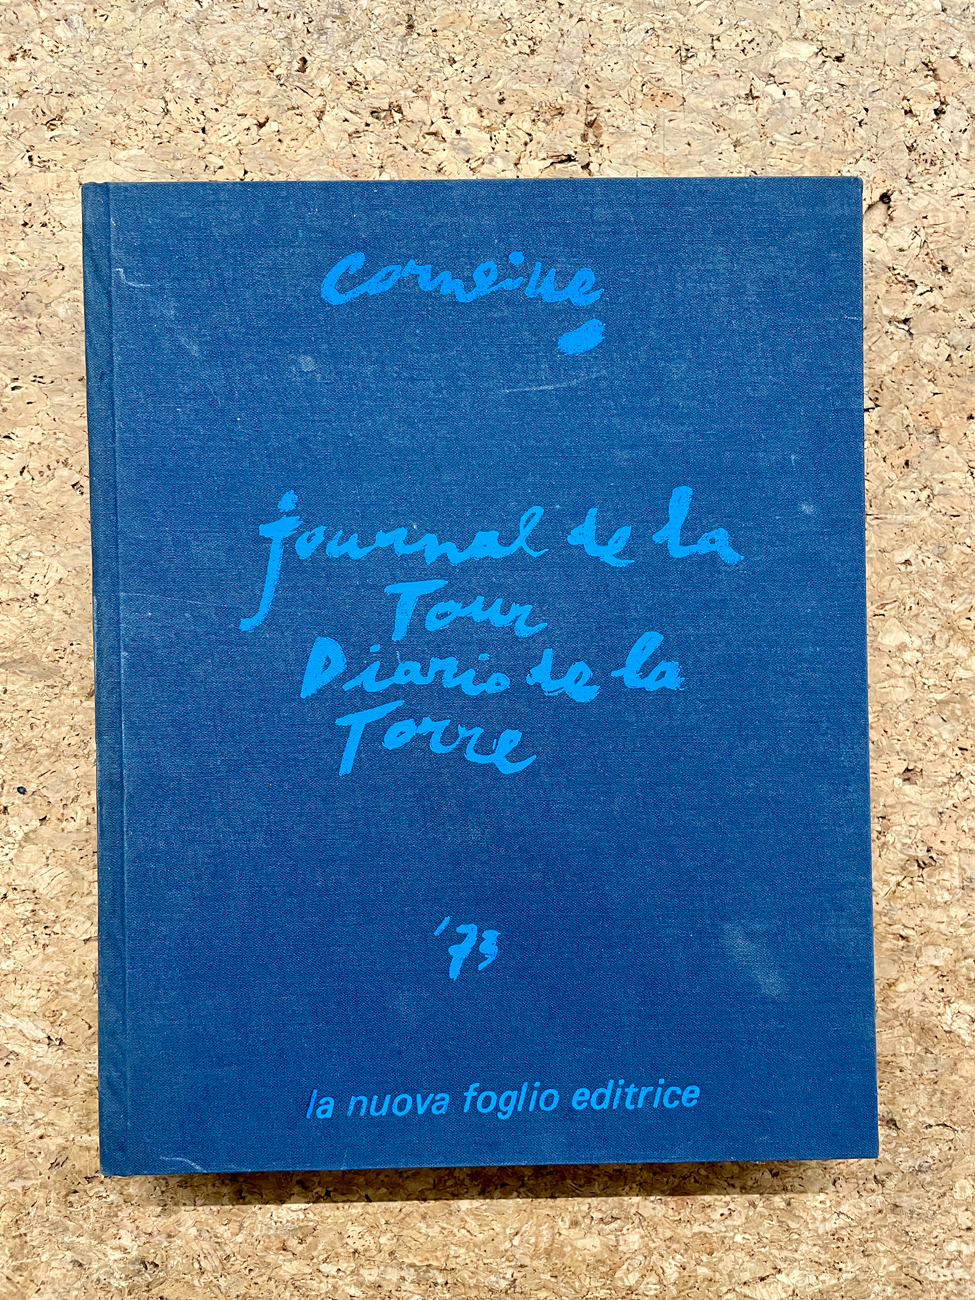 Corneille
journal de la
Tour
Diario de la
Torre
'73
la nuova foglio editrice